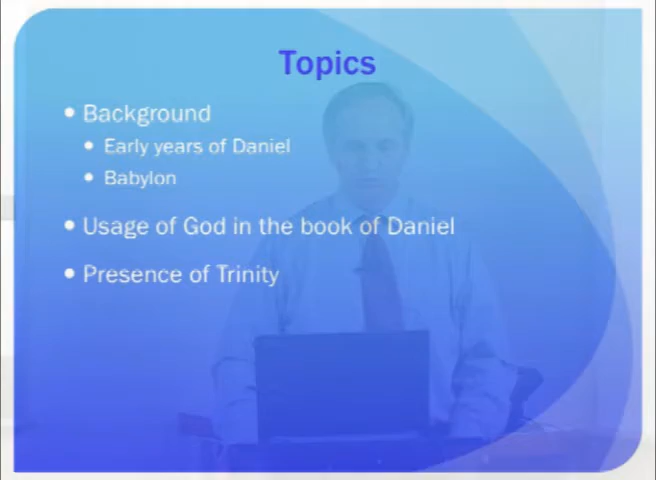 Topics
• Background
• Early years of Daniel
• Babylon
• Usage of God in the book of Daniel
• Presence of Trinity